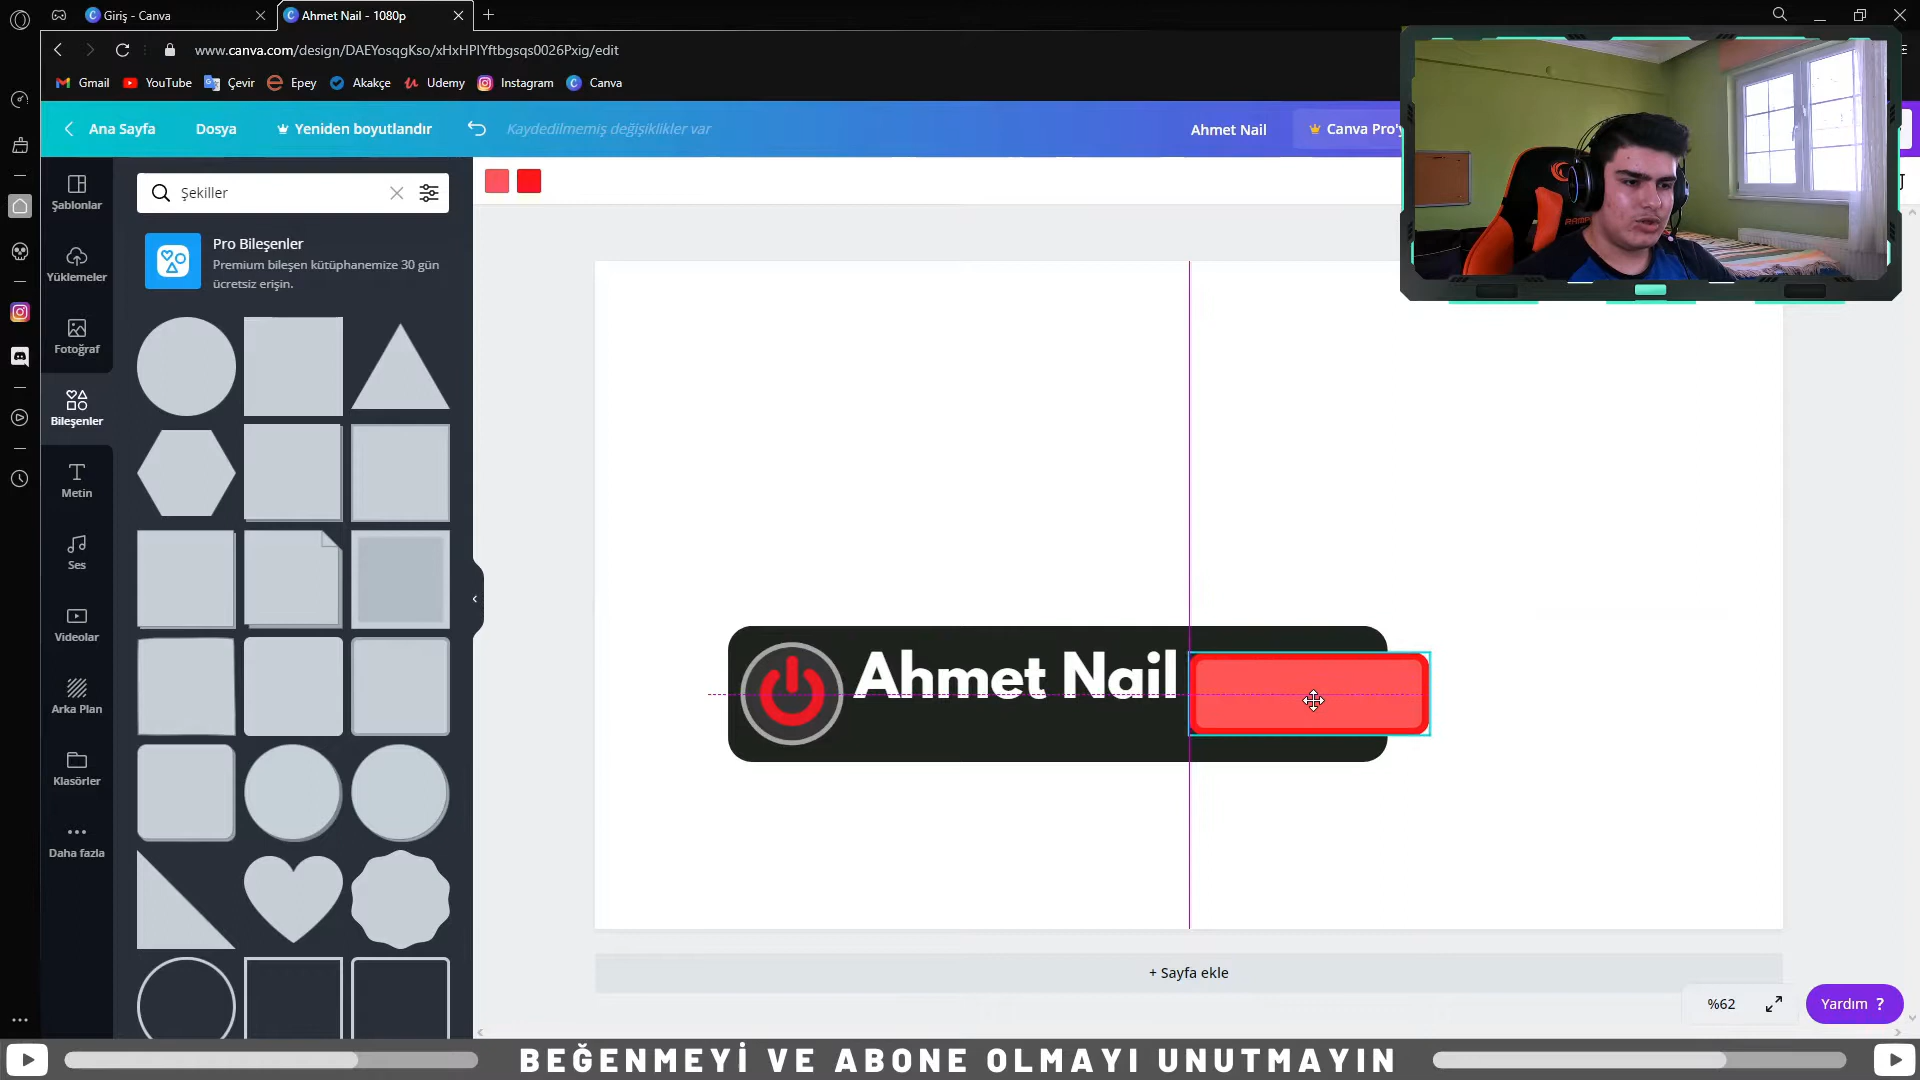 Giriş - Canva
Ahmet Nail - 1080p
www.canva.com/design/DAEYosqgKso/xHxHPlYftbgsqs0026Pxig/edit
Gmail
YouTube
Çevir
Epey
Akakçe
Udemy
Instagram
Canva
Ana Sayfa
Dosya
Yeniden boyutlandır
Kaydedilmemiş değişiklikler var
Ahmet Nail
Canva Pro'y
Şablonlar
Yüklemeler
Fotoğraf
Bileşenler
Metin
Ses
Videolar
Arka Plan
Klasörler
Daha fazla
Şekiller
Pro Bileşenler
Premium bileşen kütüphanemize 30 gün
ücretsiz erişin.
Ahmet Nail
+ Sayfa ekle
%62
Yardım ?
BEĞENMEYİ VE ABONE OLMAYI UNUTMAYIN